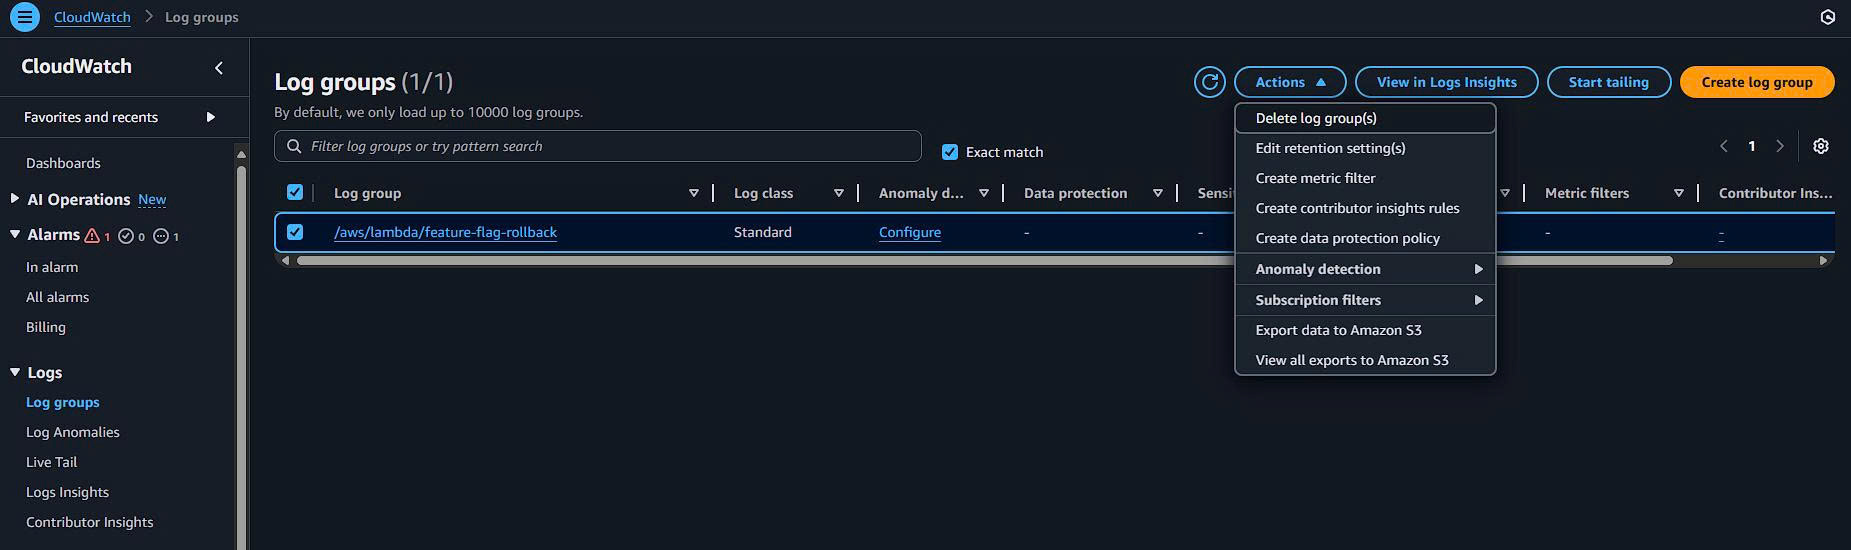 CloudWatch > Log groups
CloudWatch
Favorites and recents
Dashboards
AI Operations New
Alarms 1 0 1
In alarm
All alarms
Billing
Logs
Log groups
Log Anomalies
Live Tail
Logs Insights
Contributor Insights
Log groups (1/1)
Actions
View in Logs Insights
Start tailing
Create log group
By default, we only load up to 10000 log groups.
Filter log groups or try pattern search
Exact match
1
Log group Log class Anomaly d... Data protection Sensi Metric filters Contributor Ins...
/aws/lambda/feature-flag-rollback Standard Configure - - - -
Delete log group(s)
Edit retention setting(s)
Create metric filter
Create contributor insights rules
Create data protection policy
Anomaly detection
Subscription filters
Export data to Amazon S3
View all exports to Amazon S3